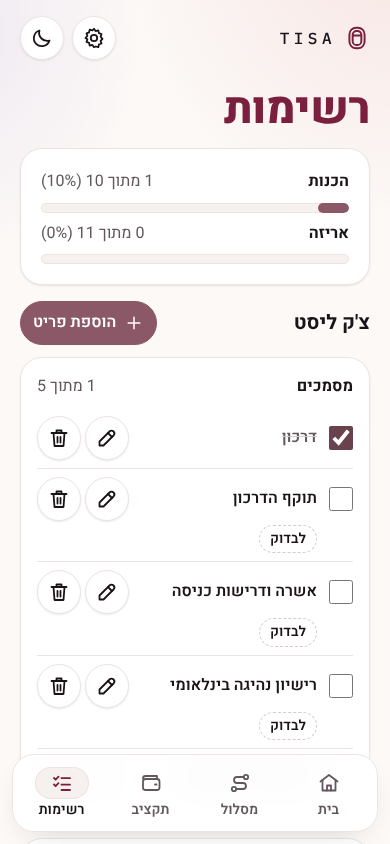 TISA
רשימות
הכנות
1 מתוך 10 (10%)
אריזה
0 מתוך 11 (0%)
צ'ק ליסט
הוספת פריט
מסמכים
1 מתוך 5
דרכון
תוקף הדרכון
לבדוק
אשרה ודרישות כניסה
לבדוק
רישיון נהיגה בינלאומי
לבדוק
בית
מסלול
תקציב
רשימות